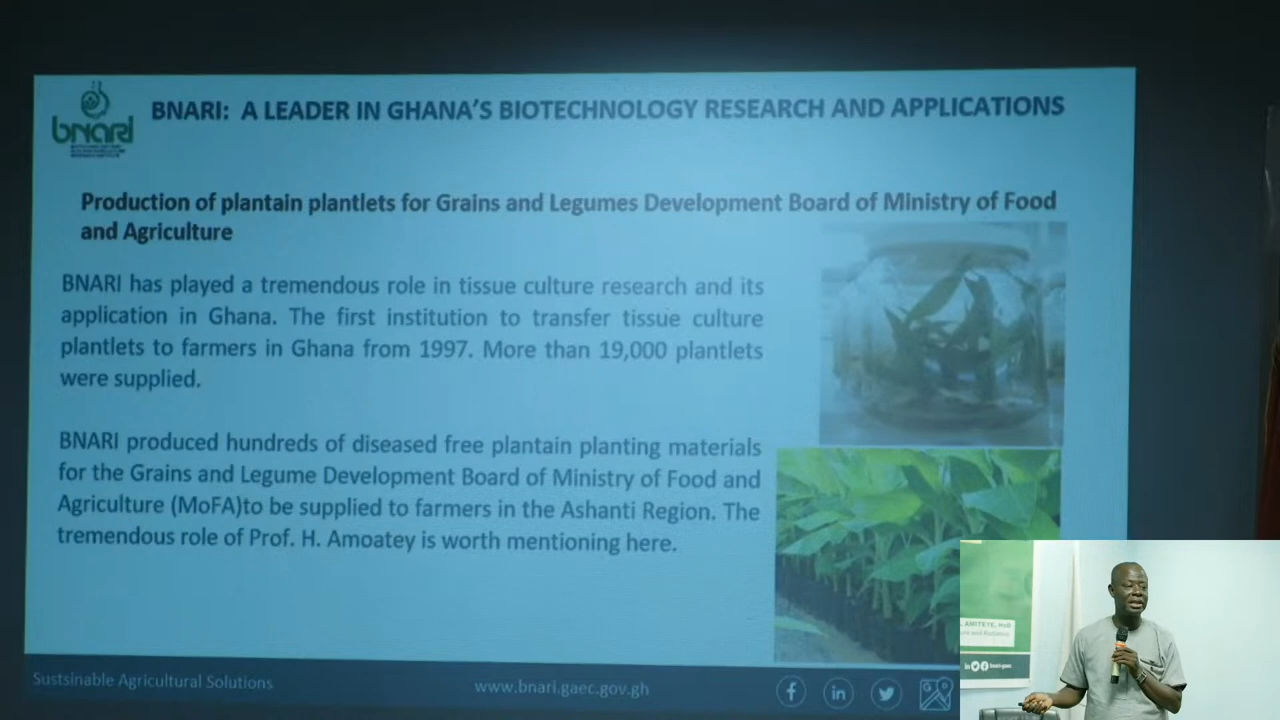 bnari
BNARI: A LEADER IN GHANA'S BIOTECHNOLOGY RESEARCH AND APPLICATIONS
Production of plantain plantlets for Grains and Legumes Development Board of Ministry of Food
and Agriculture
BNARI has played a tremendous role in tissue culture research and its
application in Ghana. The first institution to transfer tissue culture
plantlets to farmers in Ghana from 1997. More than 19,000 plantlets
were supplied.
BNARI produced hundreds of diseased free plantain planting materials
for the Grains and Legume Development Board of Ministry of Food and
Agriculture (MoFA)to be supplied to farmers in the Ashanti Region. The
tremendous role of Prof. H. Amoatey is worth mentioning here.
Sustsinable Agricultural Solutions
www.bnari.gaec.gov.gh
AMITEYE, HoD
bnari-gaec